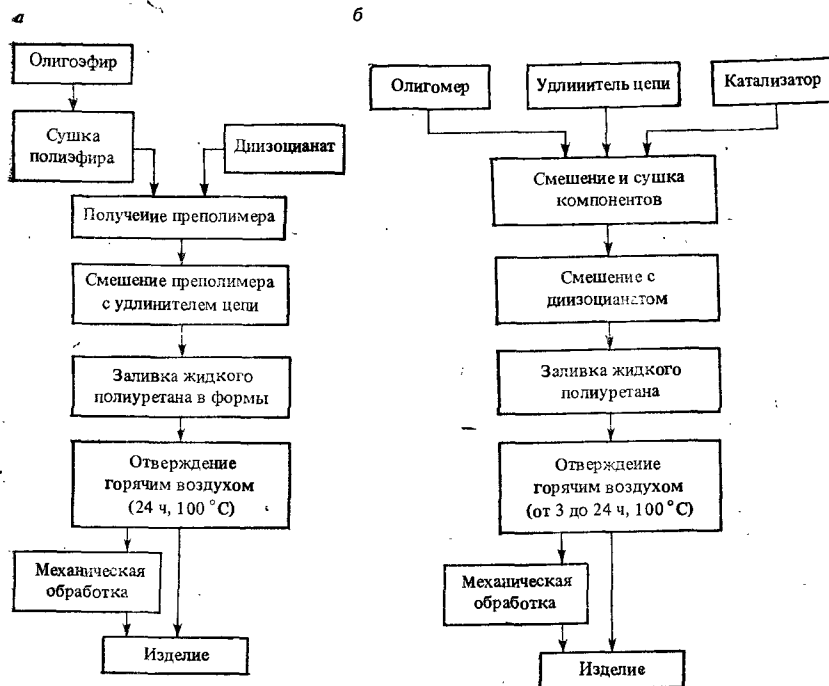 а
Олигоэфир
Сушка
полиэфира
Диизоцианат
Получение преполимера
Смешение преполимера
с удлинителем цепи
Заливка жидкого
полиуретана в формы
Отверждение
горячим воздухом
(24 ч, 100 °С)
Механическая
обработка
Изделие
б
Олигомер
Удлинитель цепи
Катализатор
Смешение и сушка
компонентов
Смешение с
диизоцианатом
Заливка жидкого
полиуретана
Отверждение
горячим воздухом
(от 3 до 24 ч, 100 °С)
Механическая
обработка
Изделие